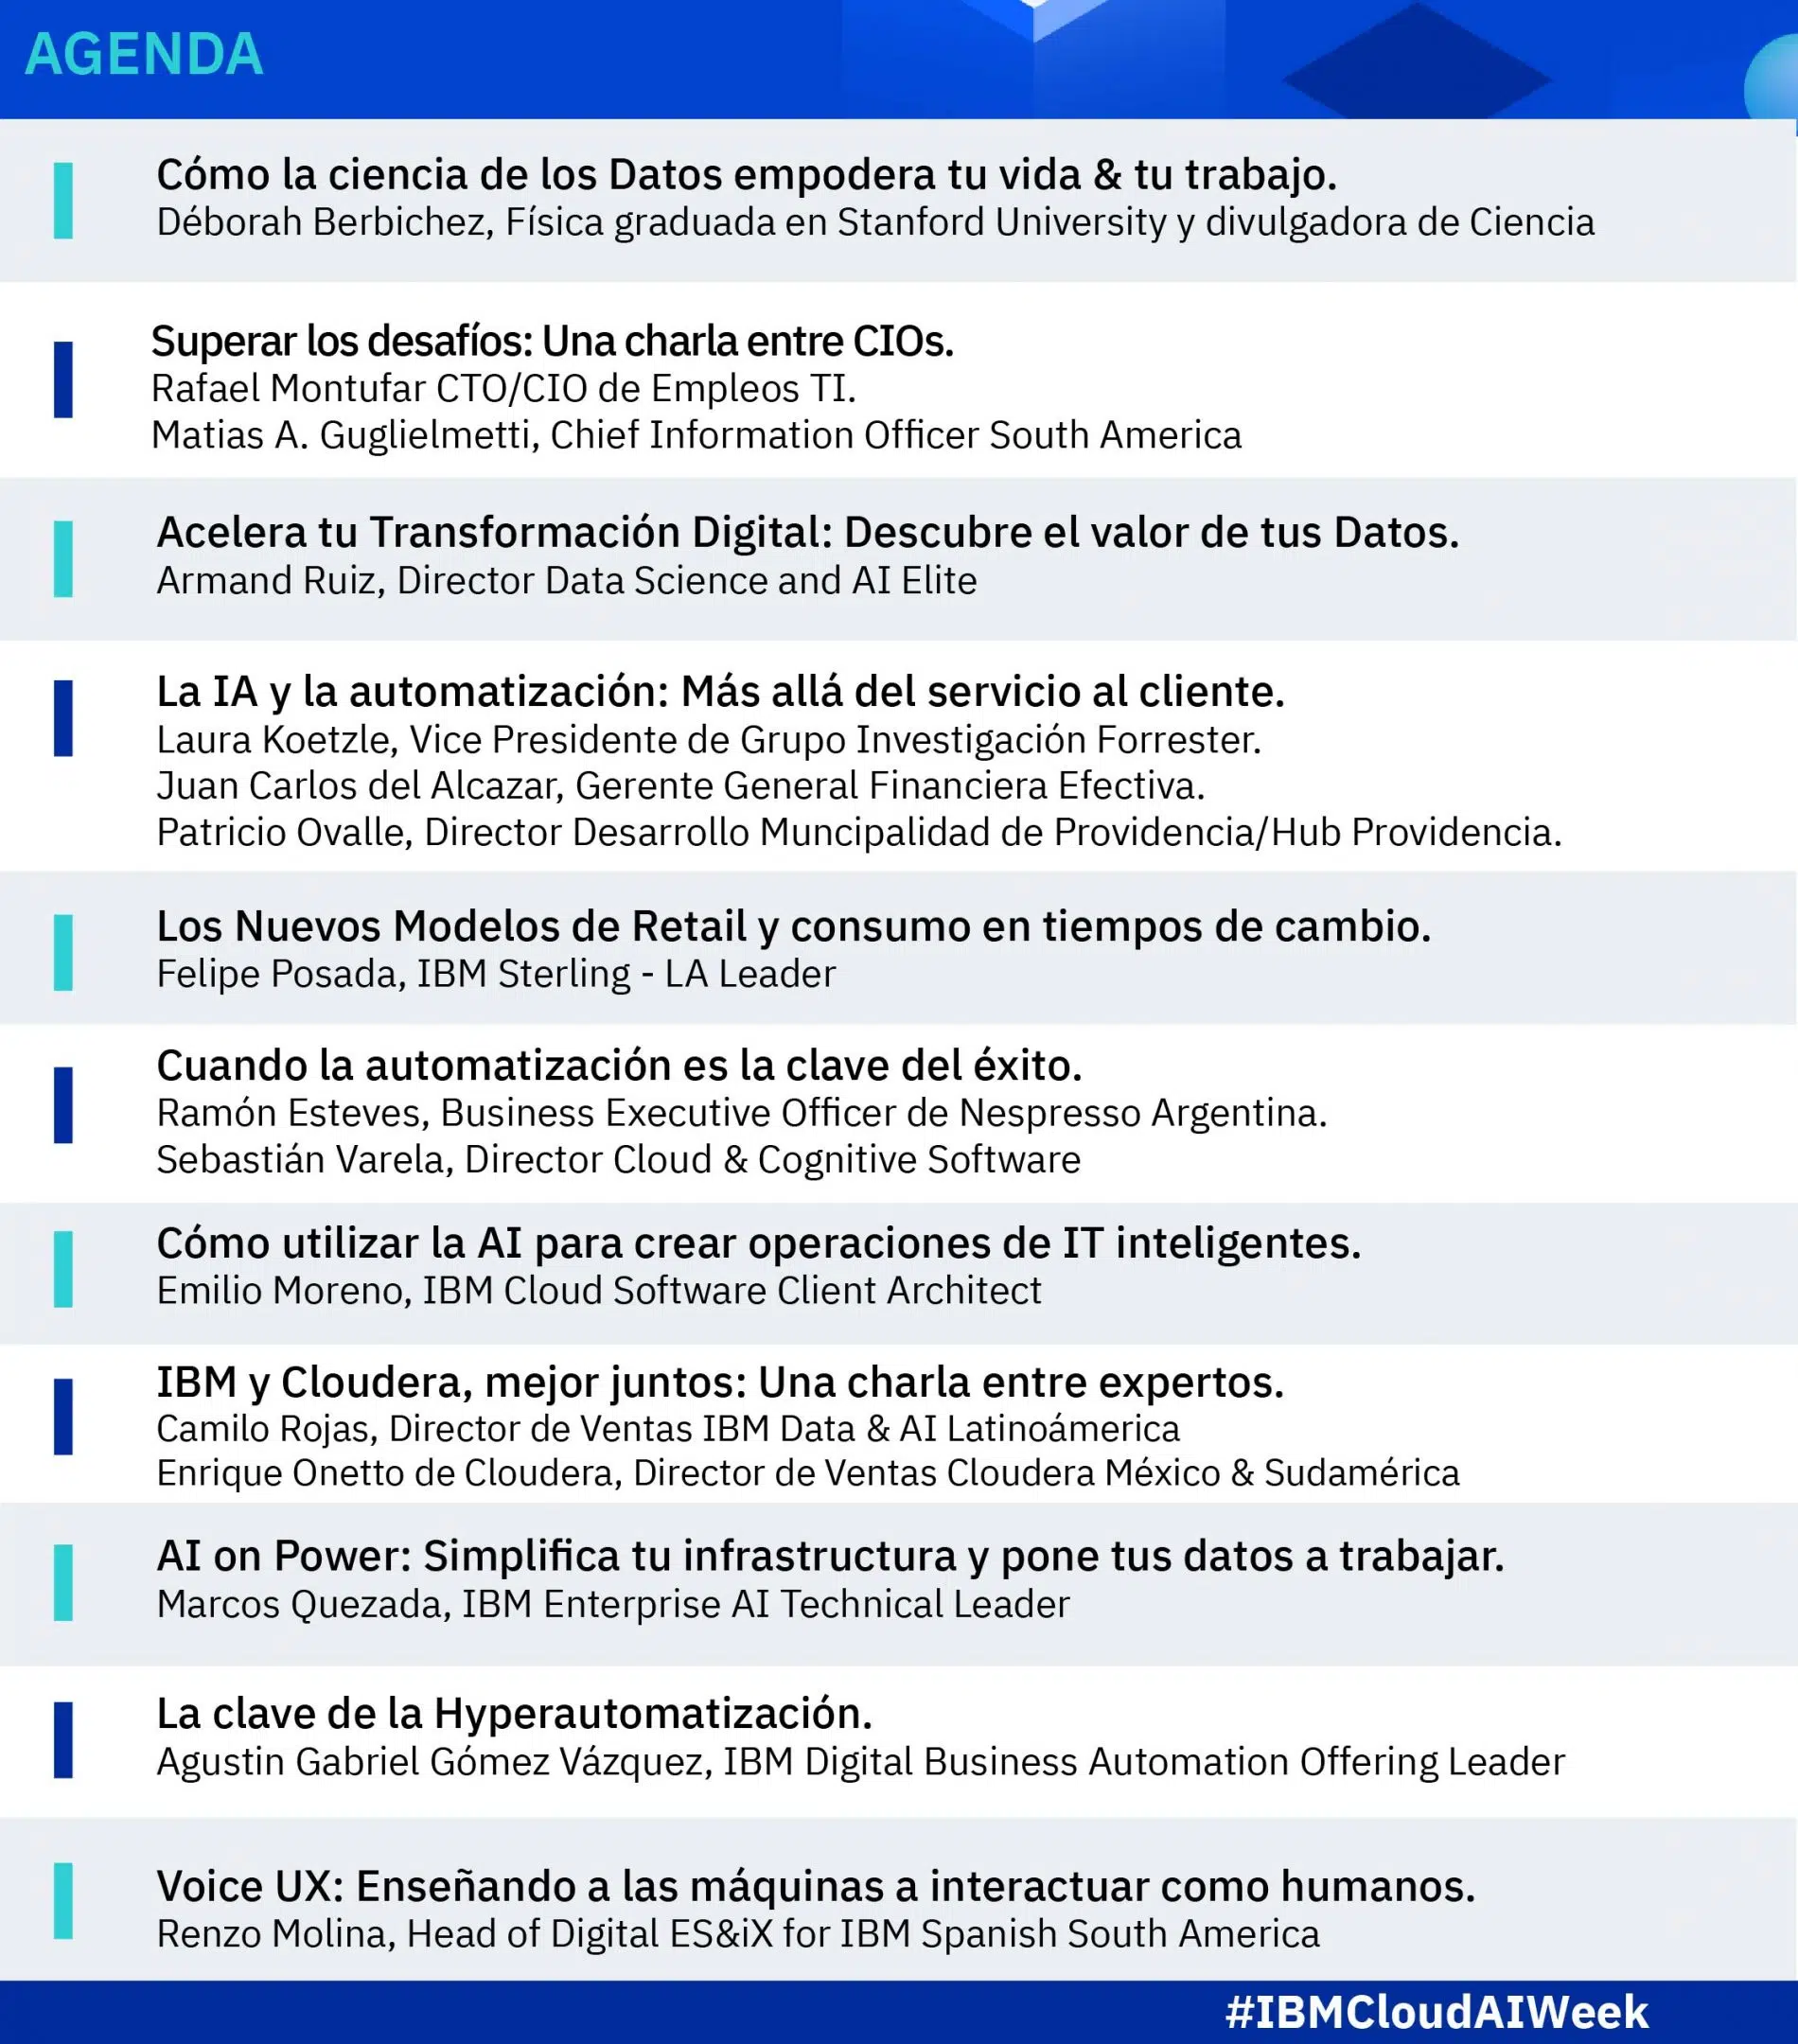 AGENDA
Cómo la ciencia de los Datos empodera tu vida & tu trabajo.
Déborah Berbichez, Física graduada en Stanford University y divulgadora de Ciencia
Superar los desafíos: Una charla entre CIOs.
Rafael Montufar CTO/CIO de Empleos TI.
Matias A. Guglielmetti, Chief Information Officer South America
Acelera tu Transformación Digital: Descubre el valor de tus Datos.
Armand Ruiz, Director Data Science and AI Elite
La IA y la automatización: Más allá del servicio al cliente.
Laura Koetzle, Vice Presidente de Grupo Investigación Forrester.
Juan Carlos del Alcazar, Gerente General Financiera Efectiva.
Patricio Ovalle, Director Desarrollo Muncipalidad de Providencia/Hub Providencia.
Los Nuevos Modelos de Retail y consumo en tiempos de cambio.
Felipe Posada, IBM Sterling - LA Leader
Cuando la automatización es la clave del éxito.
Ramón Esteves, Business Executive Officer de Nespresso Argentina.
Sebastián Varela, Director Cloud & Cognitive Software
Cómo utilizar la AI para crear operaciones de IT inteligentes.
Emilio Moreno, IBM Cloud Software Client Architect
IBM y Cloudera, mejor juntos: Una charla entre expertos.
Camilo Rojas, Director de Ventas IBM Data & AI Latinoámerica
Enrique Onetto de Cloudera, Director de Ventas Cloudera México & Sudamérica
AI on Power: Simplifica tu infrastructura y pone tus datos a trabajar.
Marcos Quezada, IBM Enterprise AI Technical Leader
La clave de la Hyperautomatización.
Agustin Gabriel Gómez Vázquez, IBM Digital Business Automation Offering Leader
Voice UX: Enseñando a las máquinas a interactuar como humanos.
Renzo Molina, Head of Digital ES&iX for IBM Spanish South America
#IBMCloudAIWeek